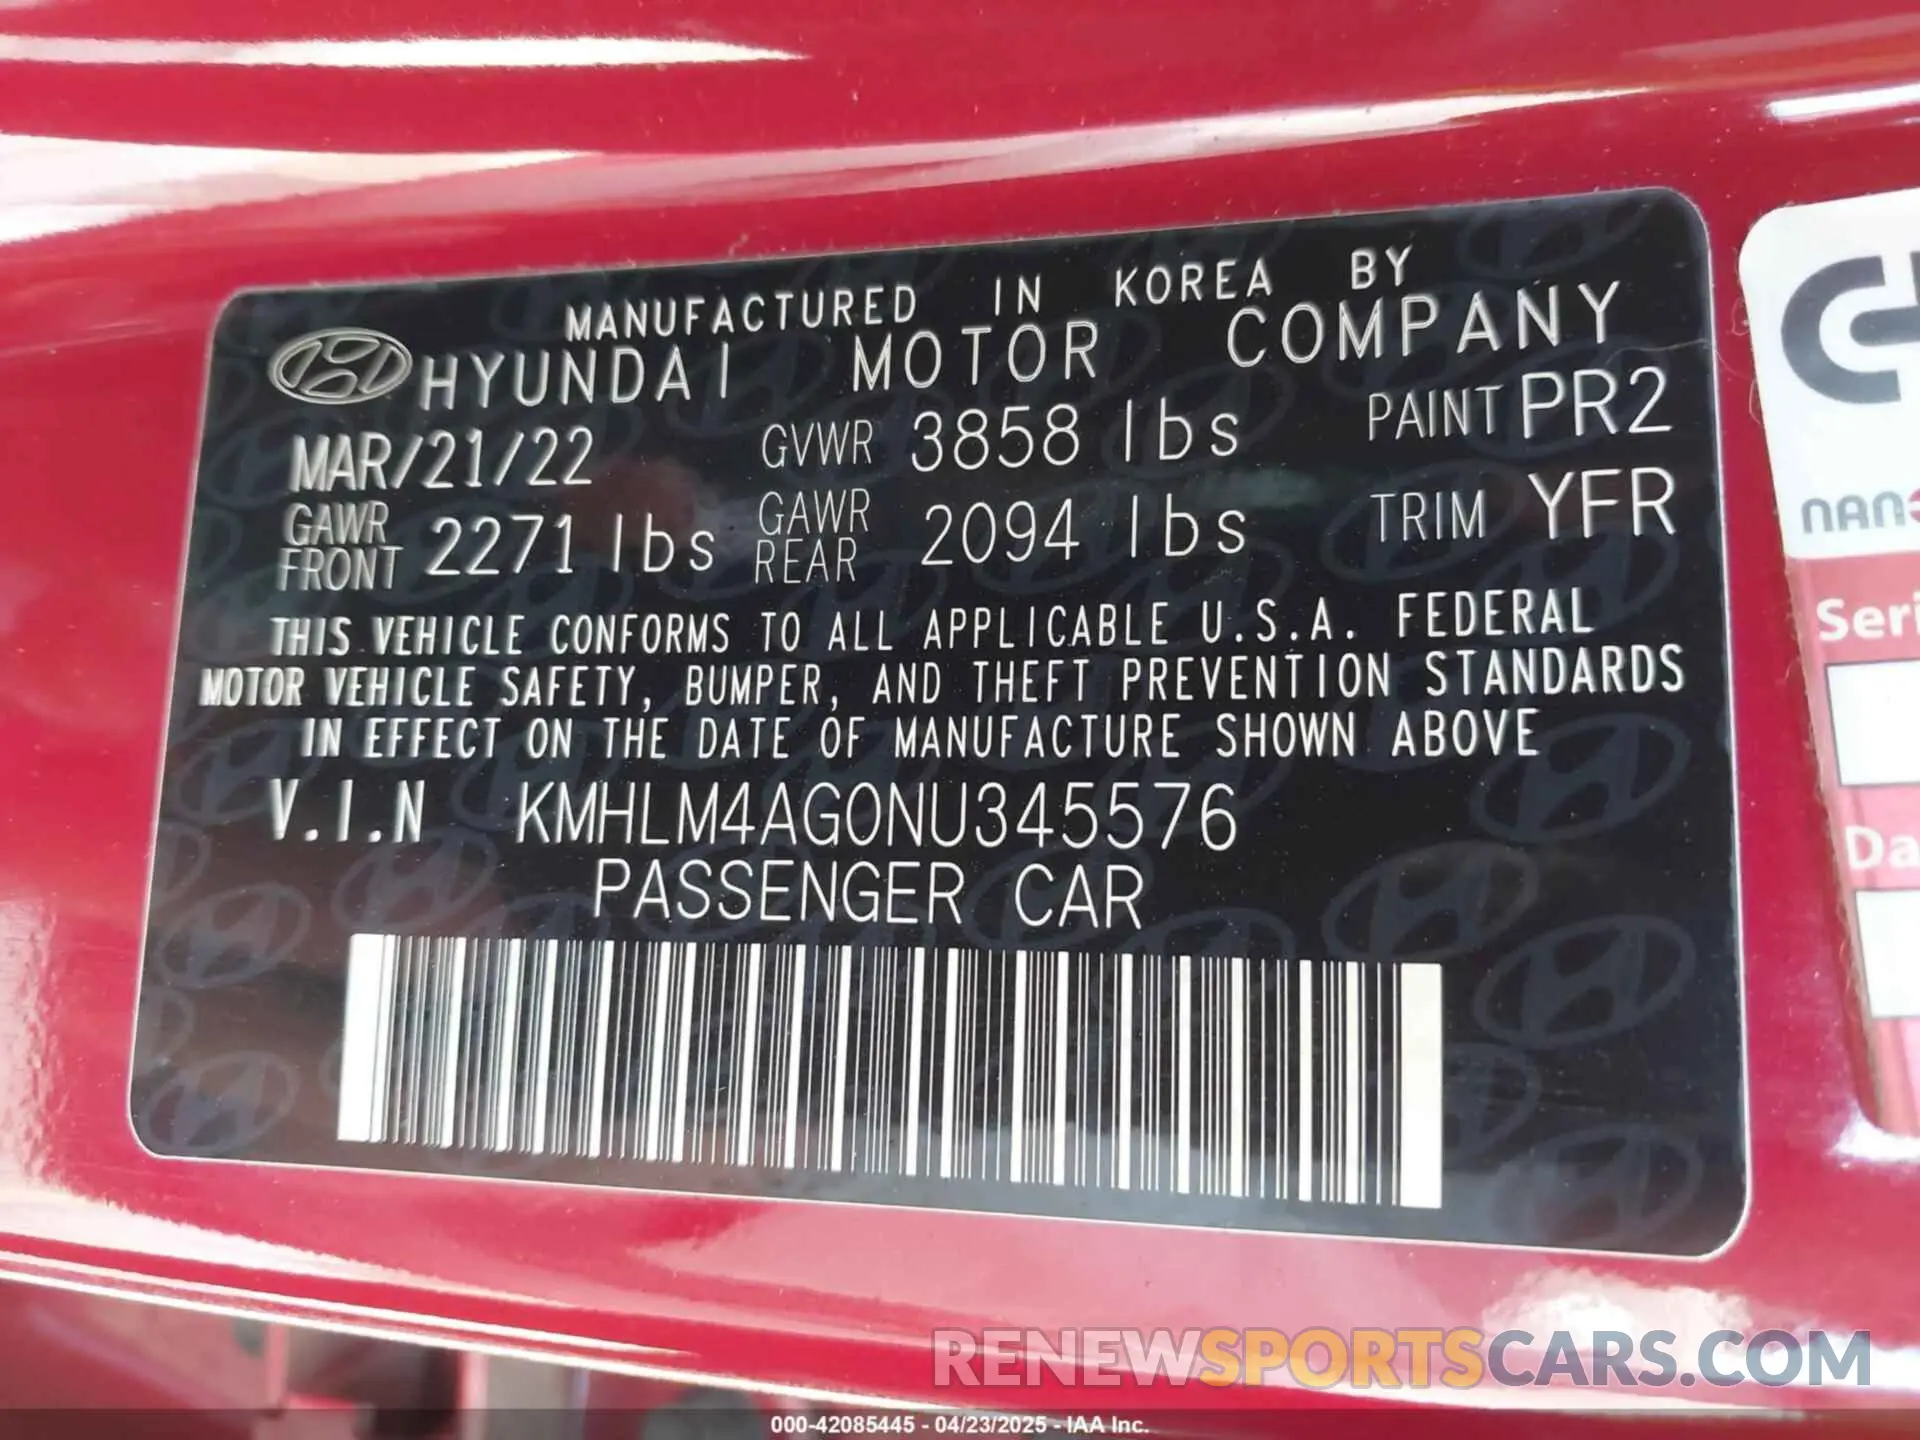 MANUFACTURED IN KOREA BY
HYUNDAI MOTOR COMPANY
MAR/21/22 GVWR 3858 lbs PAINT PR2
GAWR FRONT 2271 lbs GAWR REAR 2094 lbs TRIM YFR
THIS VEHICLE CONFORMS TO ALL APPLICABLE U.S.A. FEDERAL
MOTOR VEHICLE SAFETY, BUMPER, AND THEFT PREVENTION STANDARDS
IN EFFECT ON THE DATE OF MANUFACTURE SHOWN ABOVE
V.I.N KMHLM4AG0NU345576
PASSENGER CAR
NAN
Seri
Da
RENEWSPORTSCARS.COM
000-42085445 - 04/23/2025 - IAA Inc.